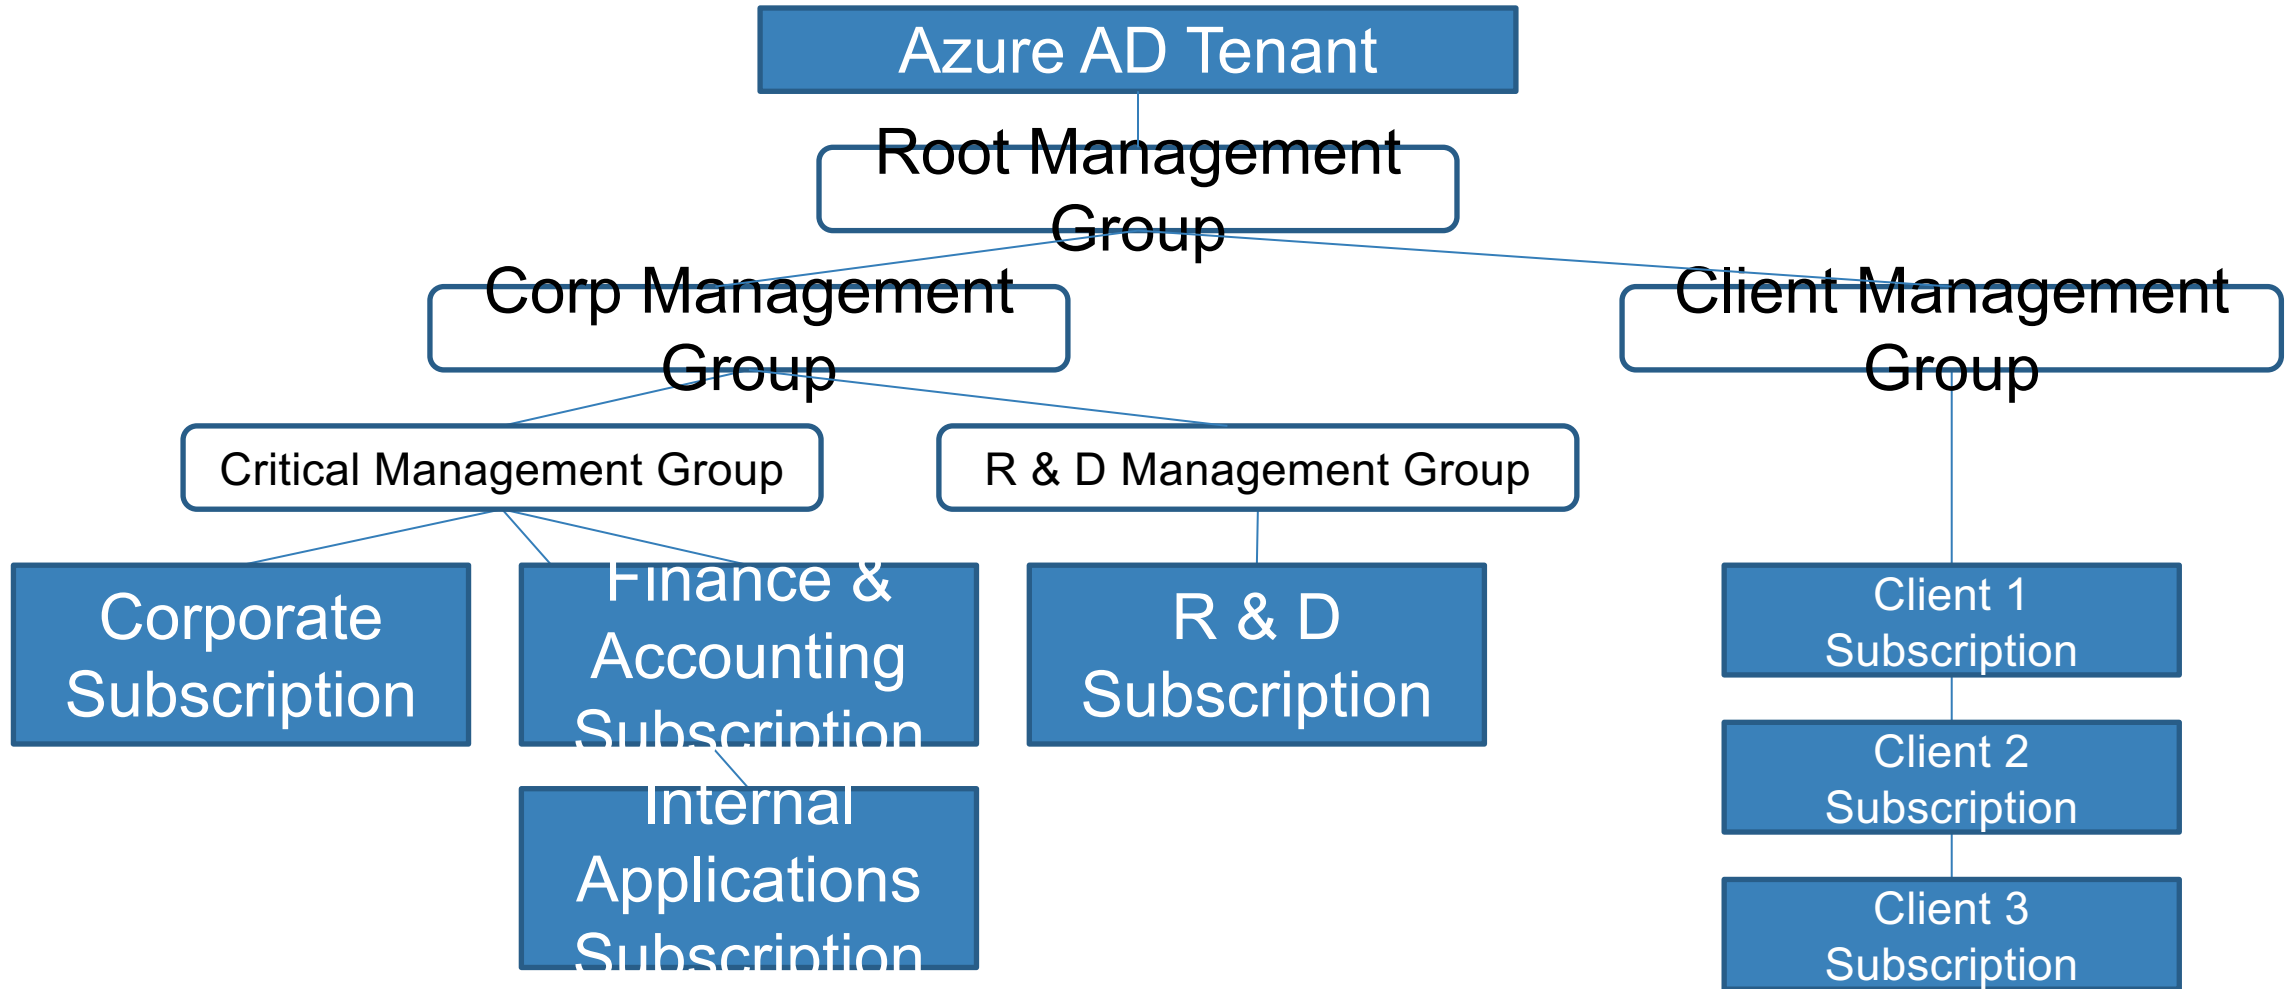 Azure AD Tenant
Root Management
Group
Corp Management
Group
Client Management
Group
Critical Management Group
R & D Management Group
Corporate
Subscription
Finance &
Accounting
Subscription
R & D
Subscription
Client 1
Subscription
Client 2
Subscription
Internal
Applications
Subscription
Client 3
Subscription